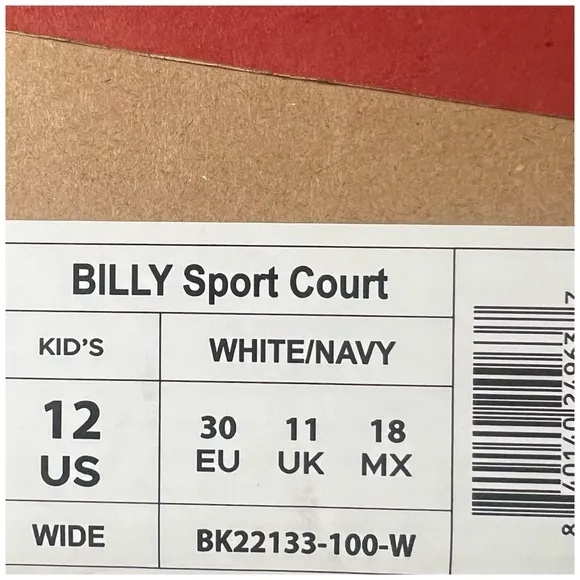 BILLY Sport Court
KID'S
WHITE/NAVY
12
US
30 11 18
EU UK MX
WIDE
BK22133-100-W